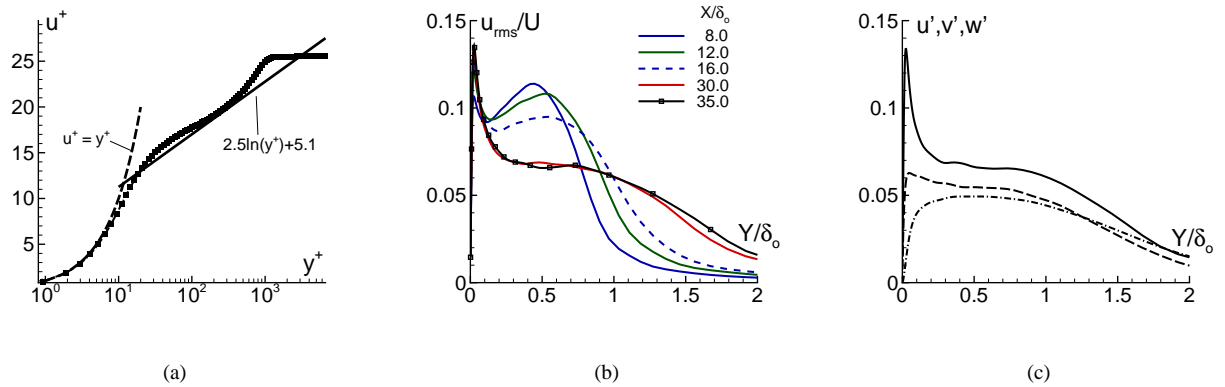 u⁺
25
20
15
10
5
10⁰ 10¹ 10² 10³
y⁺
u⁺ = y⁺
2.5ln(y⁺)+5.1
(a)
0.15
0.1
0.05
0
0 0.5 1 1.5 2
u_rms/U
X/δ_o
8.0
12.0
16.0
30.0
35.0
Y/δ_o
(b)
0.15
0.1
0.05
0
0 0.5 1 1.5 2
u',v',w'
Y/δ_o
(c)